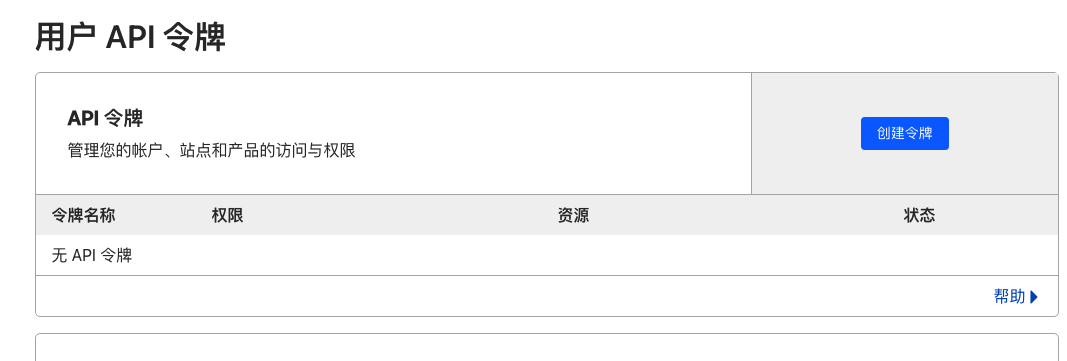 用户 API 令牌
API 令牌
管理您的帐户、站点和产品的访问与权限
创建令牌
令牌名称 权限 资源 状态
无 API 令牌
帮助